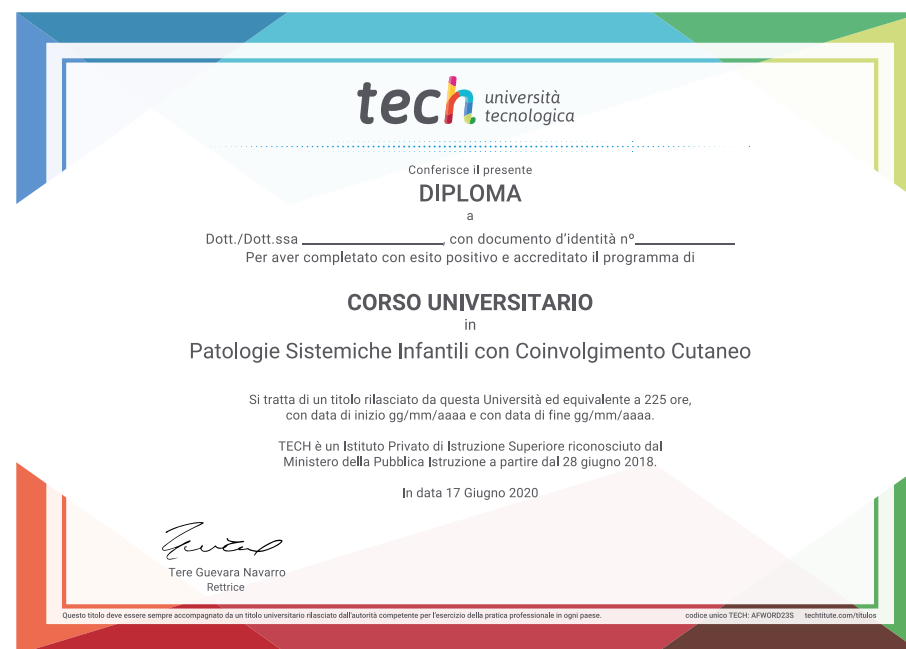 tech università
tecnologica
Conferisce il presente
DIPLOMA
a
Dott./Dott.ssa ____________________, con documento d'identità nº______________
Per aver completato con esito positivo e accreditato il programma di
CORSO UNIVERSITARIO
in
Patologie Sistemiche Infantili con Coinvolgimento Cutaneo
Si tratta di un titolo rilasciato da questa Università ed equivalente a 225 ore,
con data di inizio gg/mm/aaaa e con data di fine gg/mm/aaaa.
TECH è un Istituto Privato di Istruzione Superiore riconosciuto dal
Ministero della Pubblica Istruzione a partire dal 28 giugno 2018.
In data 17 Giugno 2020
Tere Guevara Navarro
Rettrice
Questo titolo deve essere sempre accompagnato da un titolo universitario rilasciato dall'autorità competente per l'esercizio della pratica professionale in ogni paese. codice unico TECH: AFWORD23S techtitute.com/titulos